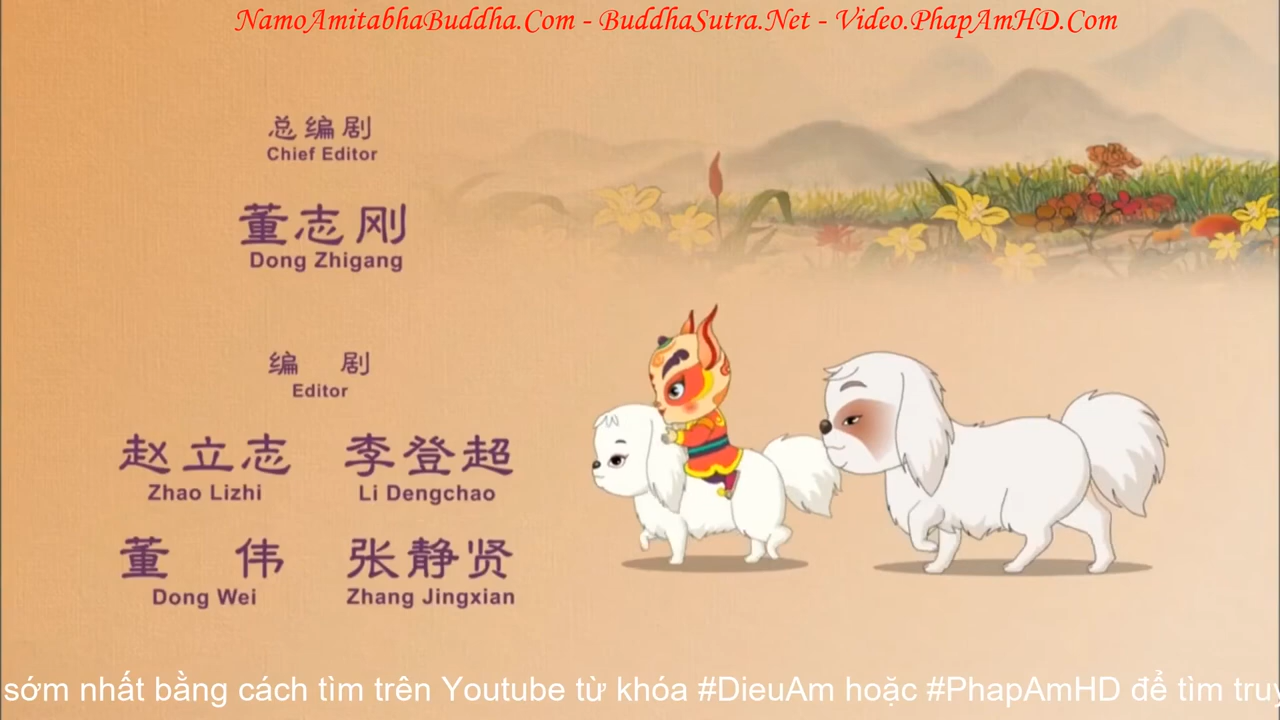 NamoAmitabhaBuddha.Com - BuddhaSutra.Net - Video.PhapAmHD.Com
总编剧
Chief Editor
董志刚
Dong Zhigang
编 剧
Editor
赵立志 李登超
Zhao Lizhi Li Dengchao
董 伟 张静贤
Dong Wei Zhang Jingxian
sớm nhất bằng cách tìm trên Youtube từ khóa #DieuAm hoặc #PhapAmHD để tìm truy